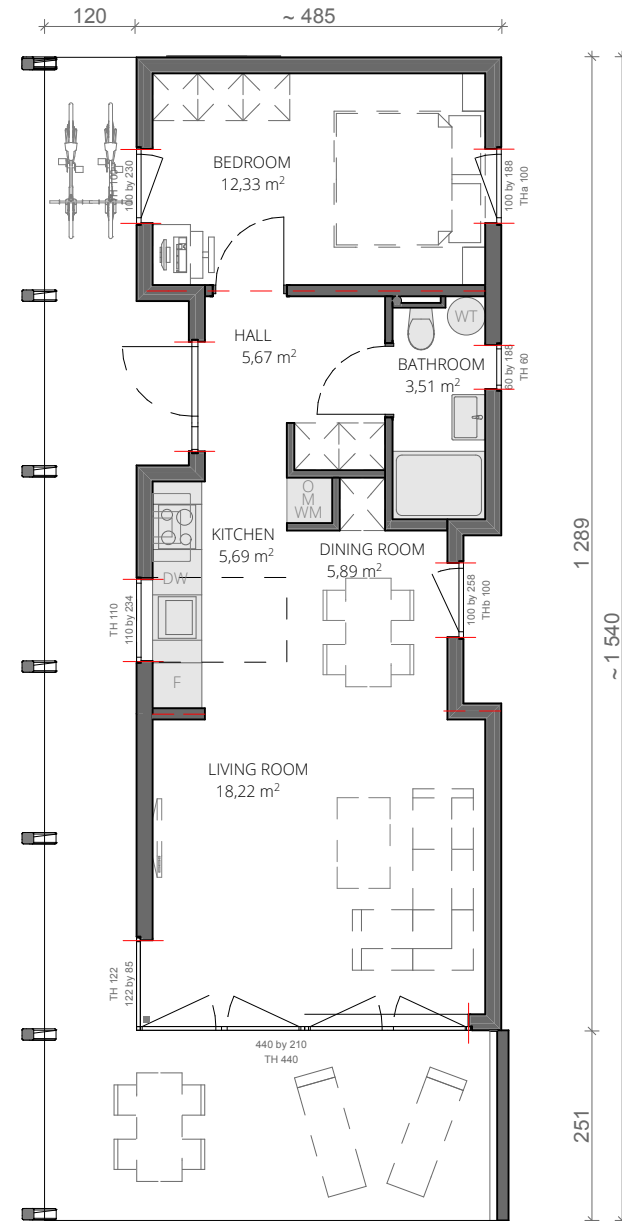 120
~ 485
BEDROOM
12,33 m²
100 by 230
100 by 188
THa 100
HALL
5,67 m²
WT
BATHROOM
3,51 m²
60 by 188
TH 60
O
M
WM
KITCHEN
5,69 m²
DINING ROOM
5,89 m²
DW
F
TH 110
110 by 234
100 by 258
THb 100
1 289
~ 1 540
LIVING ROOM
18,22 m²
TH 122
122 by 85
440 by 210
TH 440
251